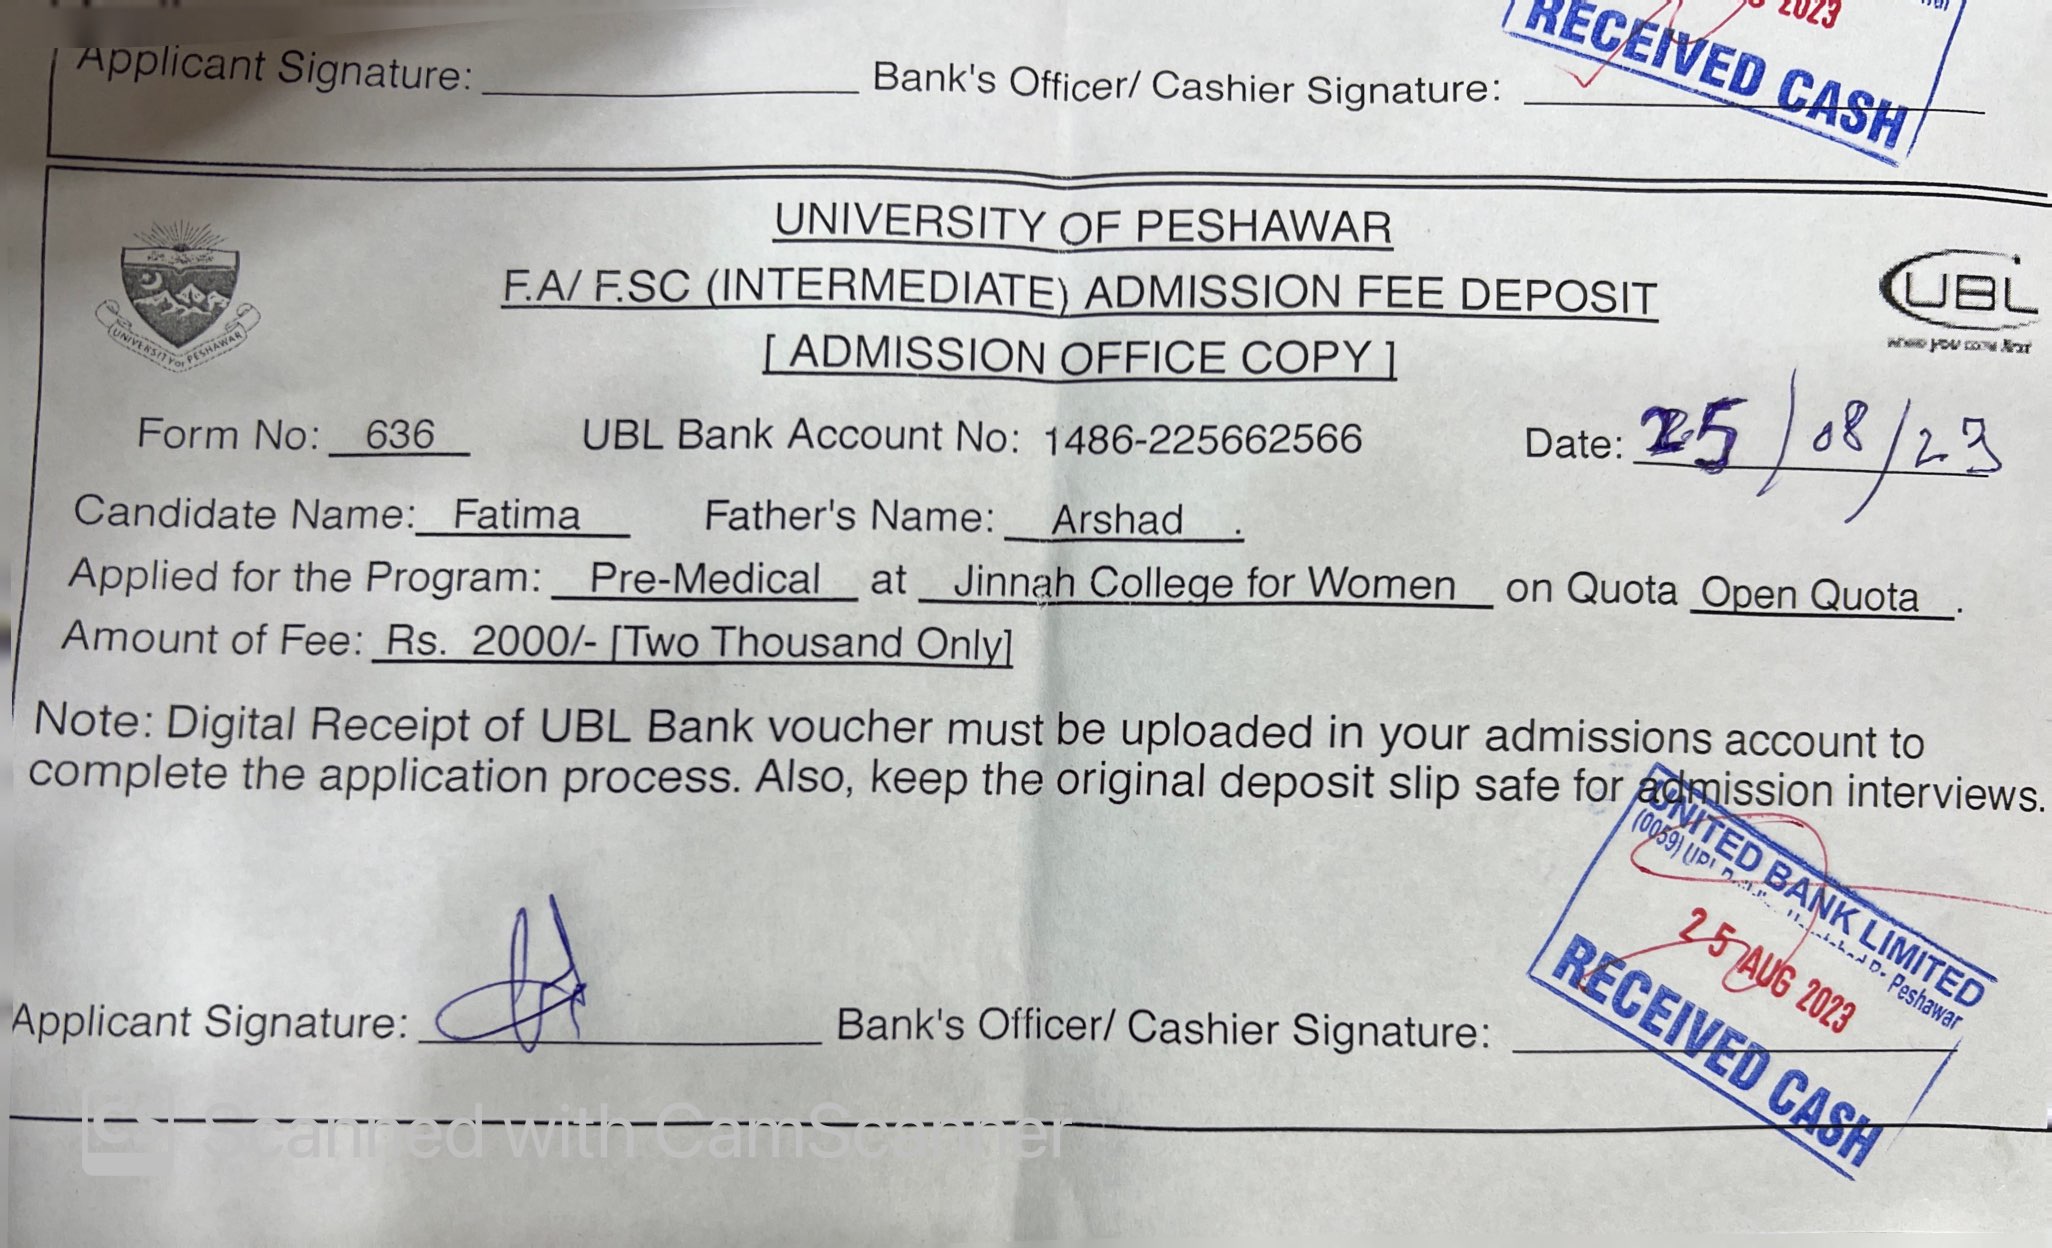 2023
RECEIVED CASH
Applicant Signature: Bank's Officer/ Cashier Signature:
UNIVERSITY OF PESHAWAR
F.A/ F.SC (INTERMEDIATE) ADMISSION FEE DEPOSIT
[ ADMISSION OFFICE COPY ]
UNIVERSITY OF PESHAWAR
UBL
where you come first
Form No: 636 UBL Bank Account No: 1486-225662566 Date: 25/08/23
Candidate Name: Fatima Father's Name: Arshad .
Applied for the Program: Pre-Medical at Jinnah College for Women on Quota Open Quota .
Amount of Fee: Rs. 2000/- [Two Thousand Only]
Note: Digital Receipt of UBL Bank voucher must be uploaded in your admissions account to
complete the application process. Also, keep the original deposit slip safe for admission interviews.
UNITED BANK LIMITED
(0059) UBL Peshawar
25 AUG 2023
RECEIVED CASH
Applicant Signature: Bank's Officer/ Cashier Signature:
CS Scanned with CamScanner